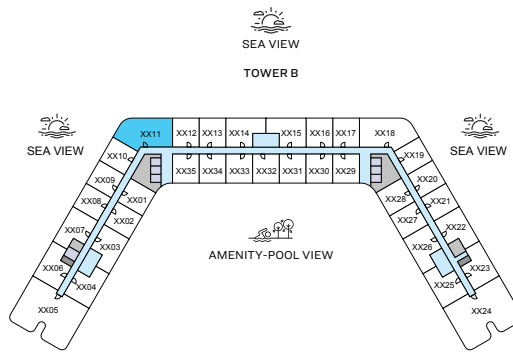 SEA VIEW
TOWER B
SEA VIEW
SEA VIEW
XX11
XX12
XX13
XX14
XX15
XX16
XX17
XX18
XX10
XX19
XX35
XX34
XX33
XX32
XX31
XX30
XX29
XX09
XX20
XX08
XX01
XX28
XX21
XX02
XX27
XX07
XX22
XX03
XX26
AMENITY-POOL VIEW
XX06
XX23
XX04
XX25
XX05
XX24